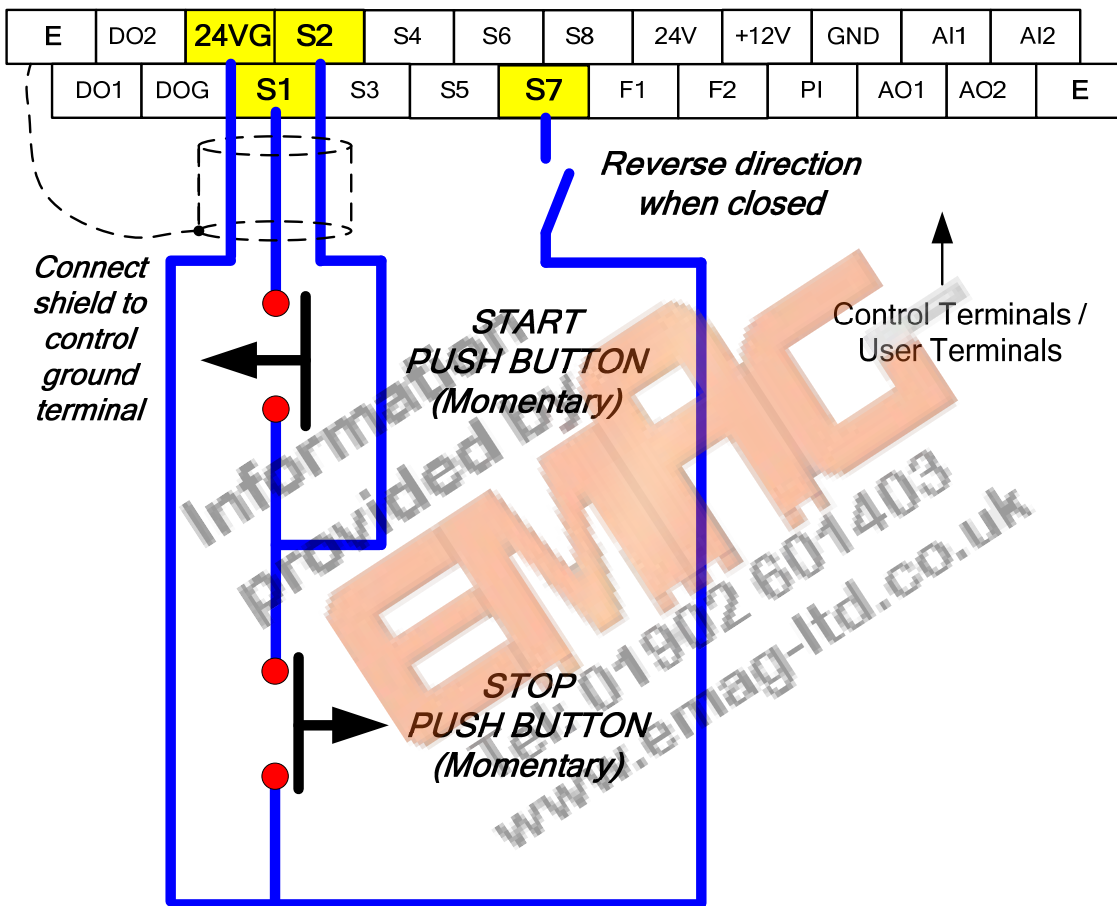 E DO2 24VG S2 S4 S6 S8 24V +12V GND AI1 AI2
DO1 DOG S1 S3 S5 S7 F1 F2 PI AO1 AO2 E
Reverse direction
when closed
Connect
shield to
control
ground
terminal
START
PUSH BUTTON
(Momentary)
Control Terminals /
User Terminals
STOP
PUSH BUTTON
(Momentary)
Information
provided by
EMAG
Tel: 01902 601403
www.emag-ltd.co.uk